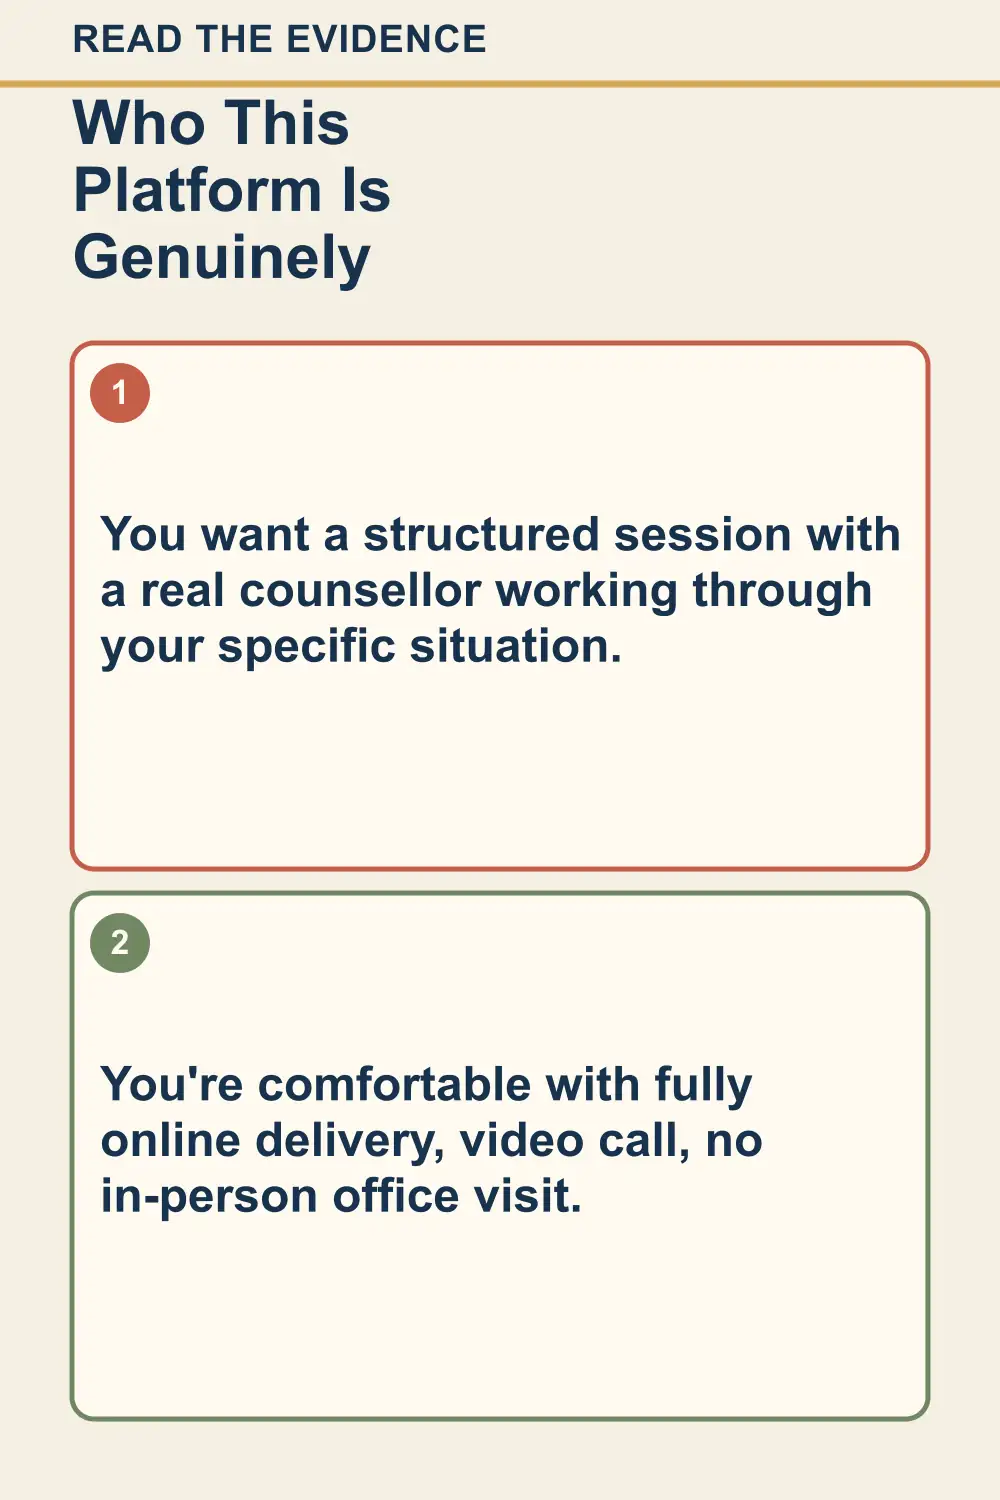 READ THE EVIDENCE
Who This
Platform Is
Genuinely
1
You want a structured session with
a real counsellor working through
your specific situation.
2
You're comfortable with fully
online delivery, video call, no
in-person office visit.